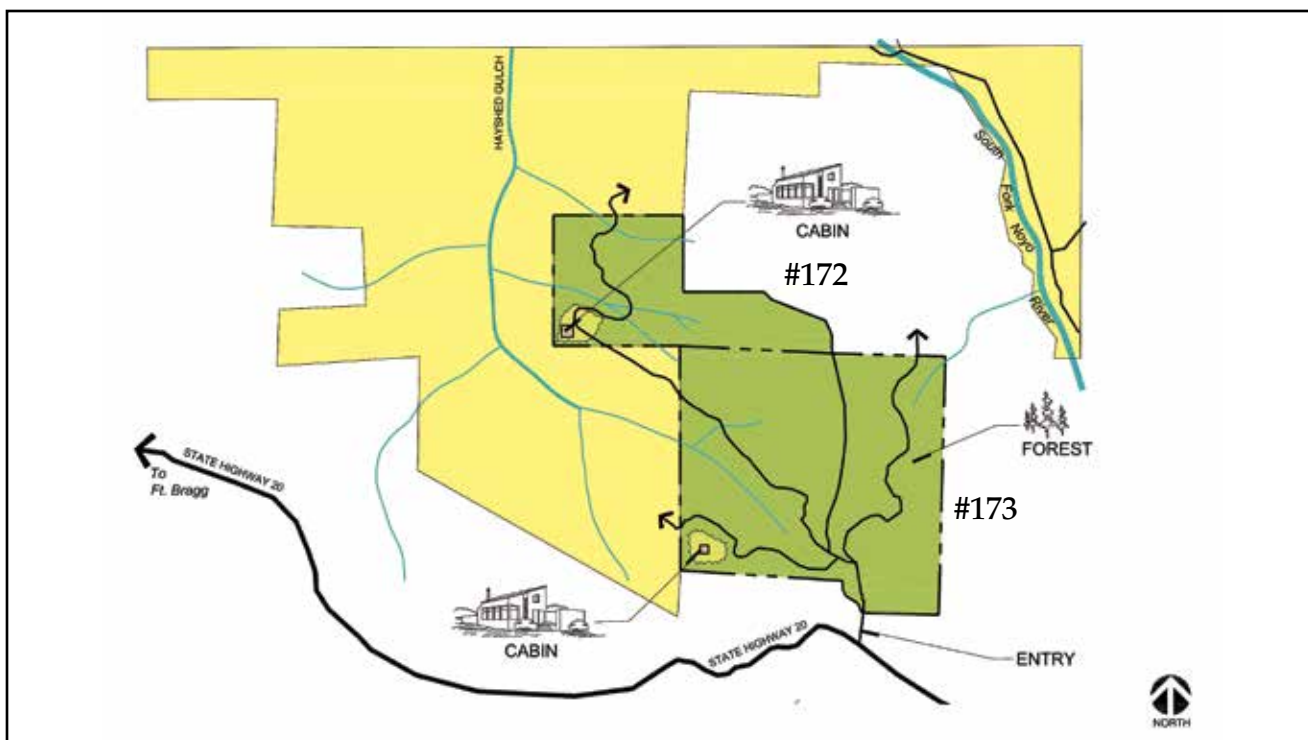 HAYSHED GULCH
South Fork Noyo River
CABIN
#172
FOREST
#173
STATE HIGHWAY 20
To
Ft. Bragg
CABIN
STATE HIGHWAY 20
ENTRY
NORTH